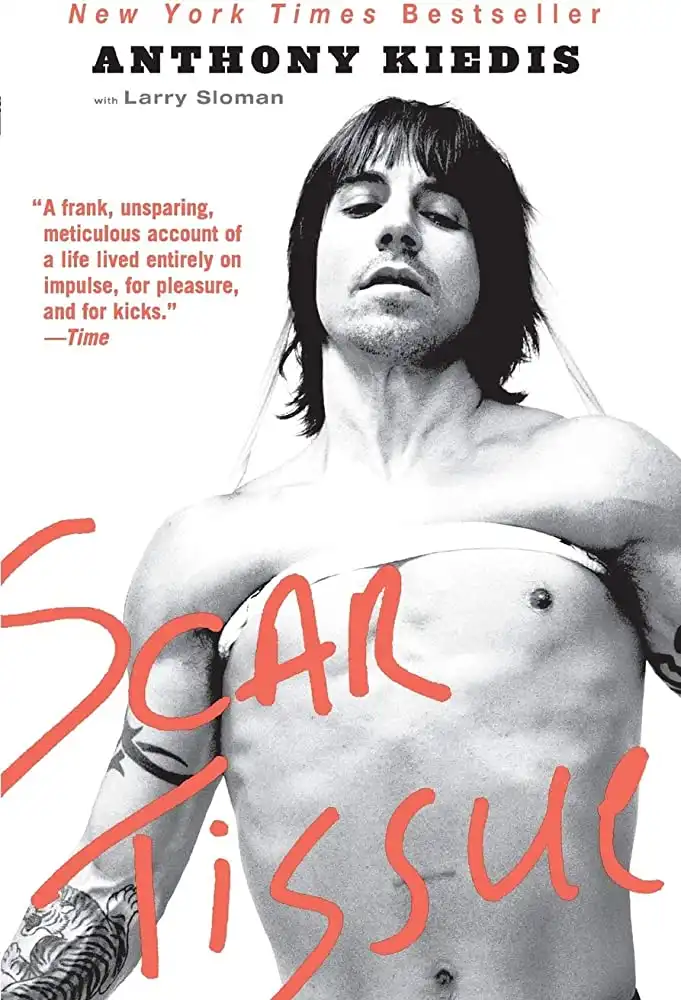 New York Times Bestseller
ANTHONY KIEDIS
with Larry Sloman
“A frank, unsparing,
meticulous account of
a life lived entirely on
impulse, for pleasure,
and for kicks.”
—Time
SCAR
TISSUE